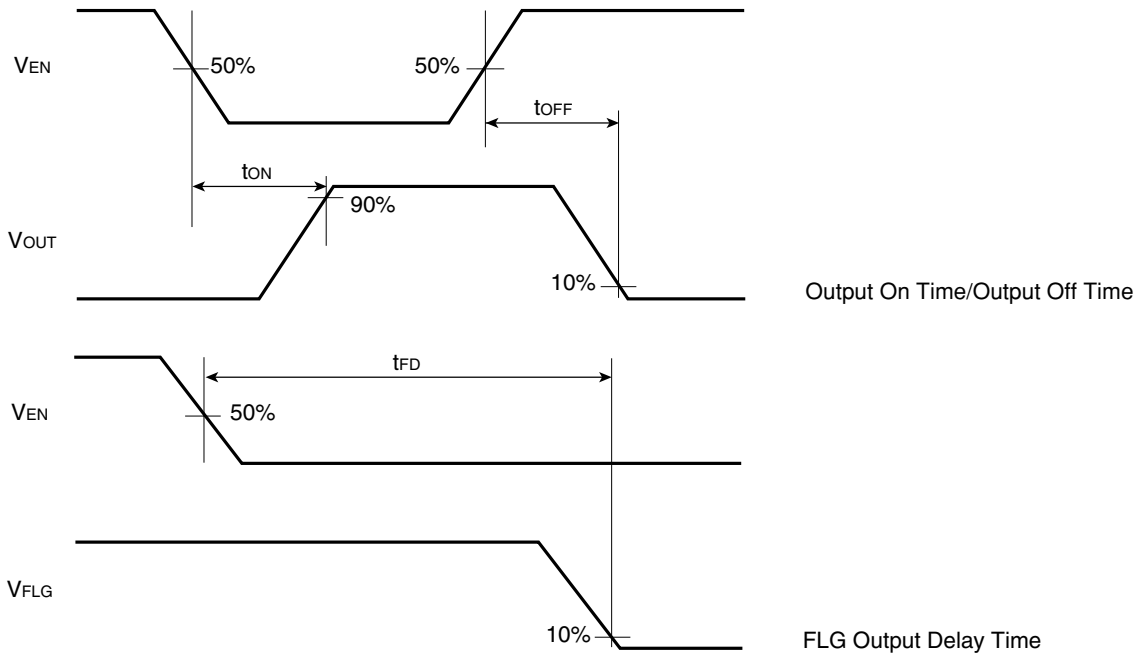 VEN
50%
50%
tOFF
tON
90%
VOUT
10%
Output On Time/Output Off Time
tFD
VEN
50%
VFLG
10%
FLG Output Delay Time